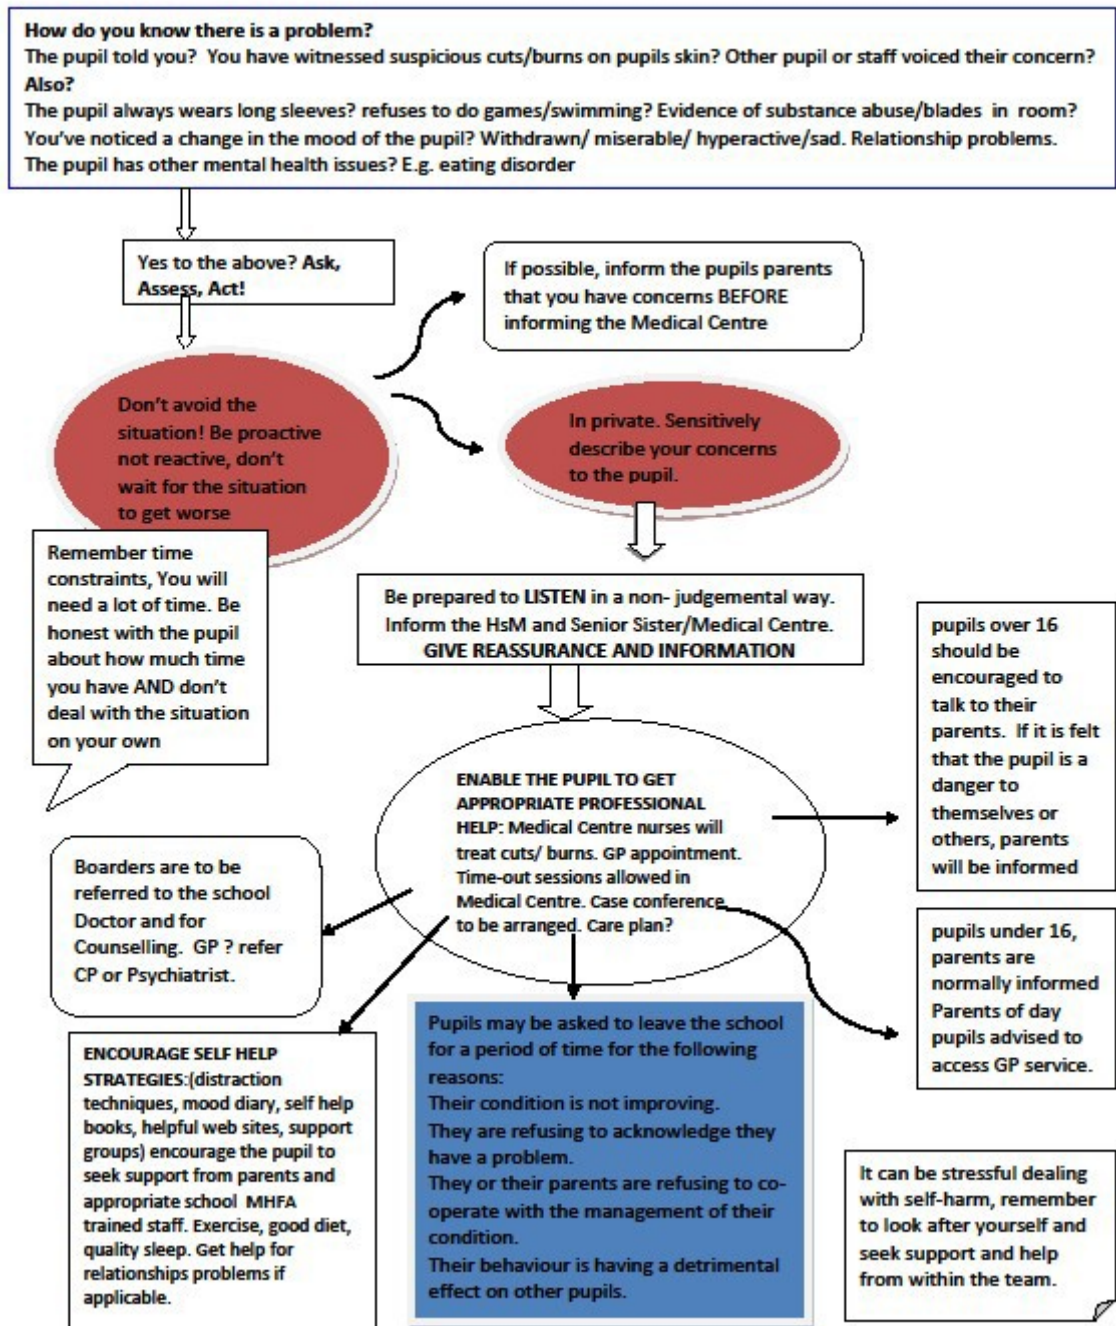 How do you know there is a problem?
The pupil told you? You have witnessed suspicious cuts/burns on pupils skin? Other pupil or staff voiced their concern?
Also?
The pupil always wears long sleeves? refuses to do games/swimming? Evidence of substance abuse/blades in room?
You've noticed a change in the mood of the pupil? Withdrawn/ miserable/ hyperactive/sad. Relationship problems.
The pupil has other mental health issues? E.g. eating disorder
Yes to the above? Ask,
Assess, Act!
If possible, inform the pupils parents
that you have concerns BEFORE
informing the Medical Centre
Don't avoid the
situation! Be proactive
not reactive, don't
wait for the situation
to get worse
In private. Sensitively
describe your concerns
to the pupil.
Remember time
constraints, You will
need a lot of time. Be
honest with the pupil
about how much time
you have AND don't
deal with the situation
on your own
Be prepared to LISTEN in a non- judgemental way.
Inform the HsM and Senior Sister/Medical Centre.
GIVE REASSURANCE AND INFORMATION
pupils over 16
should be
encouraged to
talk to their
parents. If it is felt
that the pupil is a
danger to
themselves or
others, parents
will be informed
ENABLE THE PUPIL TO GET
APPROPRIATE PROFESSIONAL
HELP: Medical Centre nurses will
treat cuts/ burns. GP appointment.
Time-out sessions allowed in
Medical Centre. Case conference
to be arranged. Care plan?
Boarders are to be
referred to the school
Doctor and for
Counselling. GP ? refer
CP or Psychiatrist.
pupils under 16,
parents are
normally informed
Parents of day
pupils advised to
access GP service.
ENCOURAGE SELF HELP
STRATEGIES:(distraction
techniques, mood diary, self help
books, helpful web sites, support
groups) encourage the pupil to
seek support from parents and
appropriate school MHFA
trained staff. Exercise, good diet,
quality sleep. Get help for
relationships problems if
applicable.
Pupils may be asked to leave the school
for a period of time for the following
reasons:
Their condition is not improving.
They are refusing to acknowledge they
have a problem.
They or their parents are refusing to co-
operate with the management of their
condition.
Their behaviour is having a detrimental
effect on other pupils.
It can be stressful dealing
with self-harm, remember
to look after yourself and
seek support and help
from within the team.